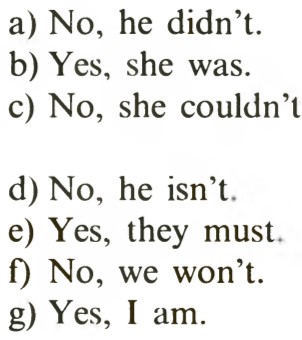 a) No, he didn't.
b) Yes, she was.
c) No, she couldn't
d) No, he isn't.
e) Yes, they must.
f) No, we won't.
g) Yes, I am.